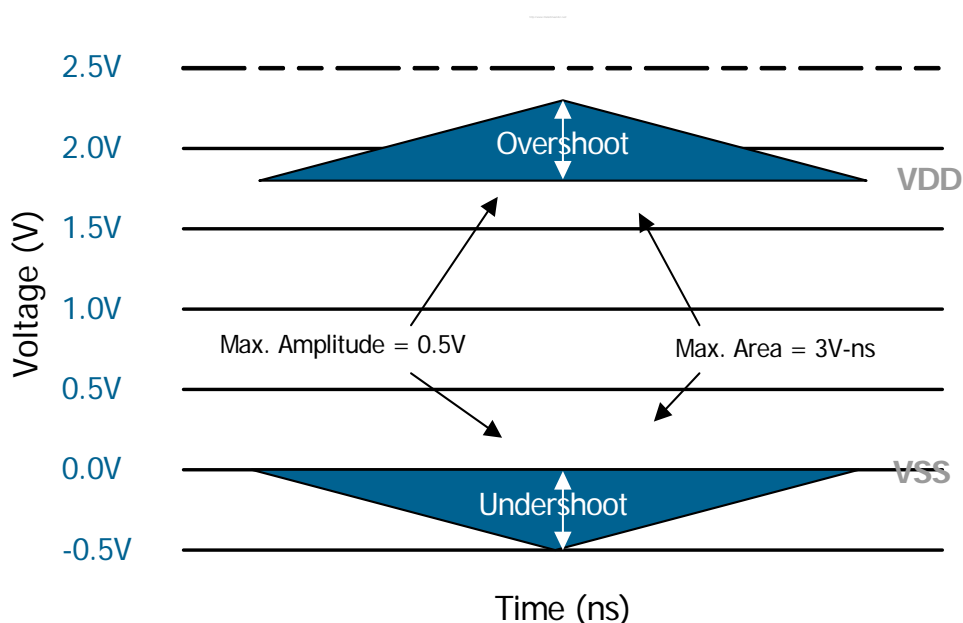 2.5V
2.0V
Overshoot
VDD
1.5V
1.0V
Voltage (V)
Max. Amplitude = 0.5V
Max. Area = 3V-ns
0.5V
0.0V
VSS
Undershoot
-0.5V
Time (ns)